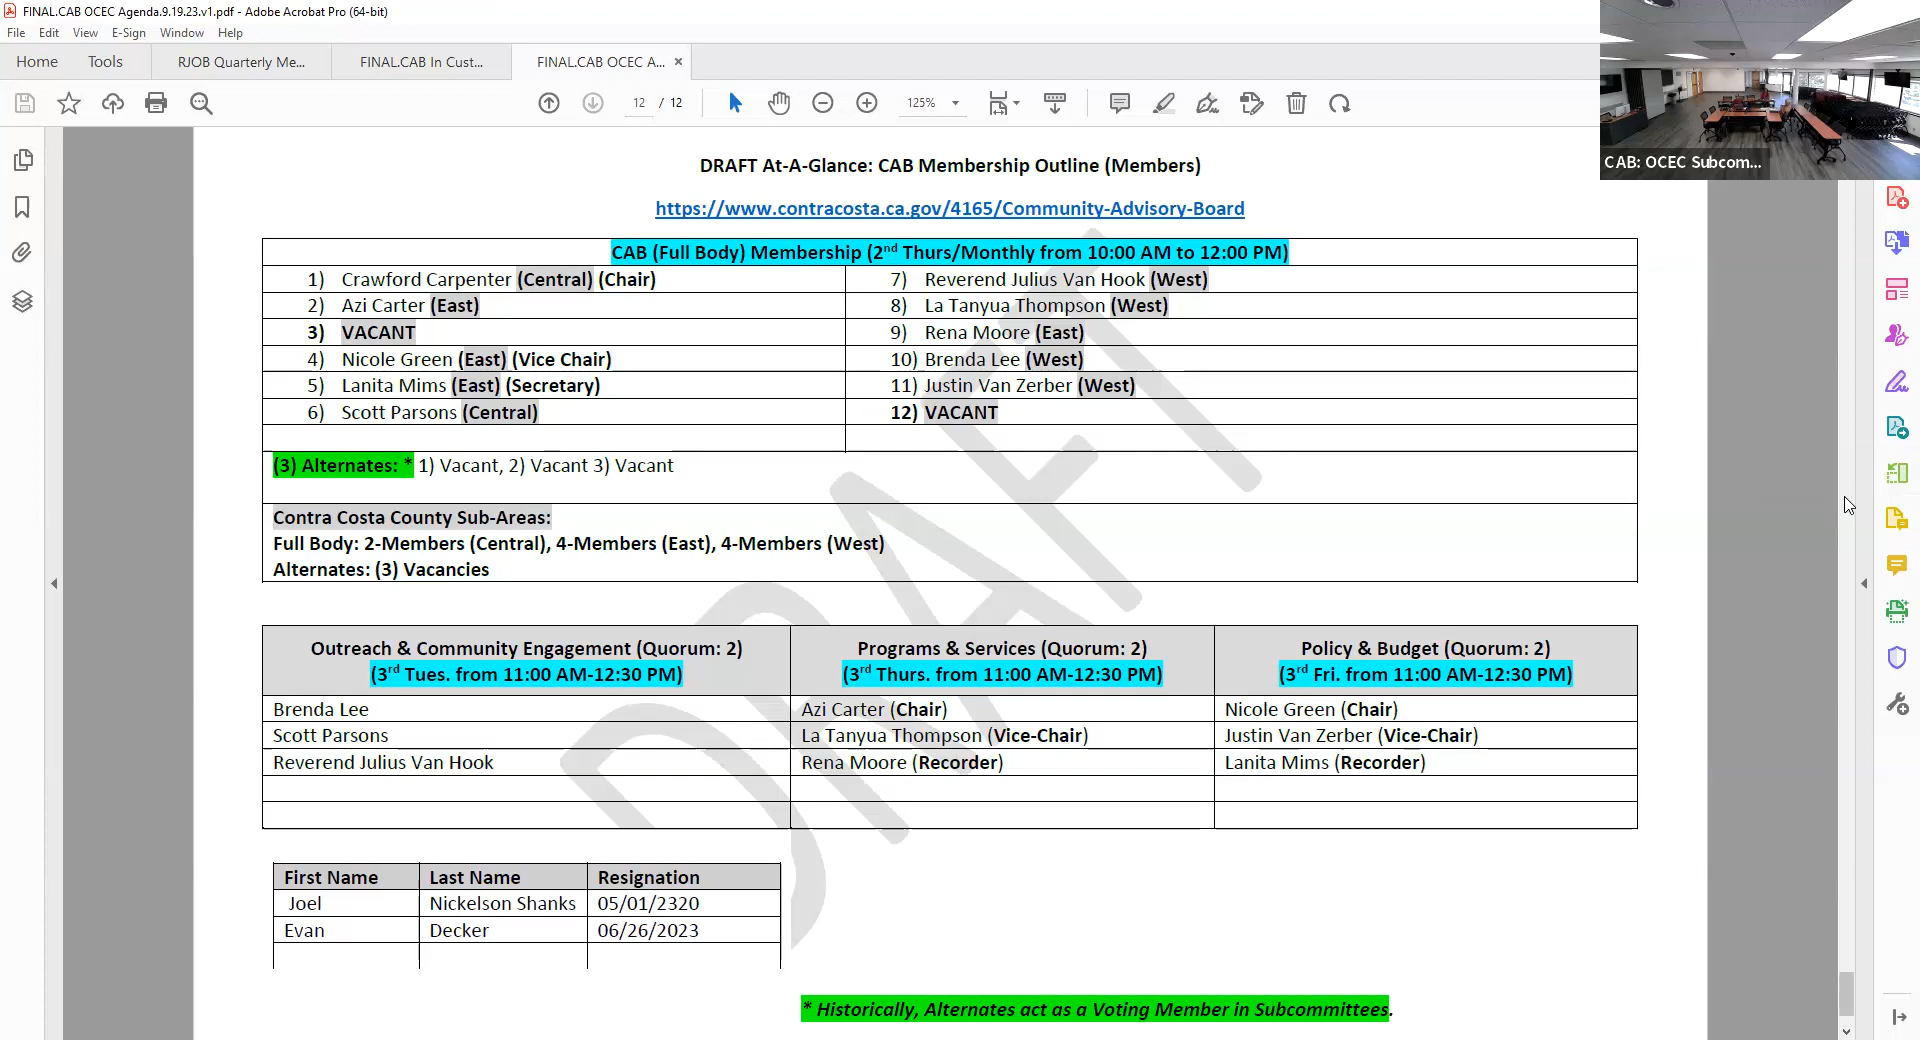 FINAL.CAB OCEC Agenda.9.19.23.v1.pdf - Adobe Acrobat Pro (64-bit)
File Edit View E-Sign Window Help
Home Tools RJOB Quarterly Me... FINAL.CAB In Cust... FINAL.CAB OCEC A... ×
12 / 12 125%
CAB: OCEC Subcom...
DRAFT At-A-Glance: CAB Membership Outline (Members)
https://www.contracosta.ca.gov/4165/Community-Advisory-Board
CAB (Full Body) Membership (2nd Thurs/Monthly from 10:00 AM to 12:00 PM)
1) Crawford Carpenter (Central) (Chair) 7) Reverend Julius Van Hook (West)
2) Azi Carter (East) 8) La Tanyua Thompson (West)
3) VACANT 9) Rena Moore (East)
4) Nicole Green (East) (Vice Chair) 10) Brenda Lee (West)
5) Lanita Mims (East) (Secretary) 11) Justin Van Zerber (West)
6) Scott Parsons (Central) 12) VACANT
(3) Alternates: * 1) Vacant, 2) Vacant 3) Vacant
Contra Costa County Sub-Areas:
Full Body: 2-Members (Central), 4-Members (East), 4-Members (West)
Alternates: (3) Vacancies
Outreach & Community Engagement (Quorum: 2) Programs & Services (Quorum: 2) Policy & Budget (Quorum: 2)
(3rd Tues. from 11:00 AM-12:30 PM) (3rd Thurs. from 11:00 AM-12:30 PM) (3rd Fri. from 11:00 AM-12:30 PM)
Brenda Lee Azi Carter (Chair) Nicole Green (Chair)
Scott Parsons La Tanyua Thompson (Vice-Chair) Justin Van Zerber (Vice-Chair)
Reverend Julius Van Hook Rena Moore (Recorder) Lanita Mims (Recorder)
First Name Last Name Resignation
Joel Nickelson Shanks 05/01/2320
Evan Decker 06/26/2023
* Historically, Alternates act as a Voting Member in Subcommittees.
DRAFT